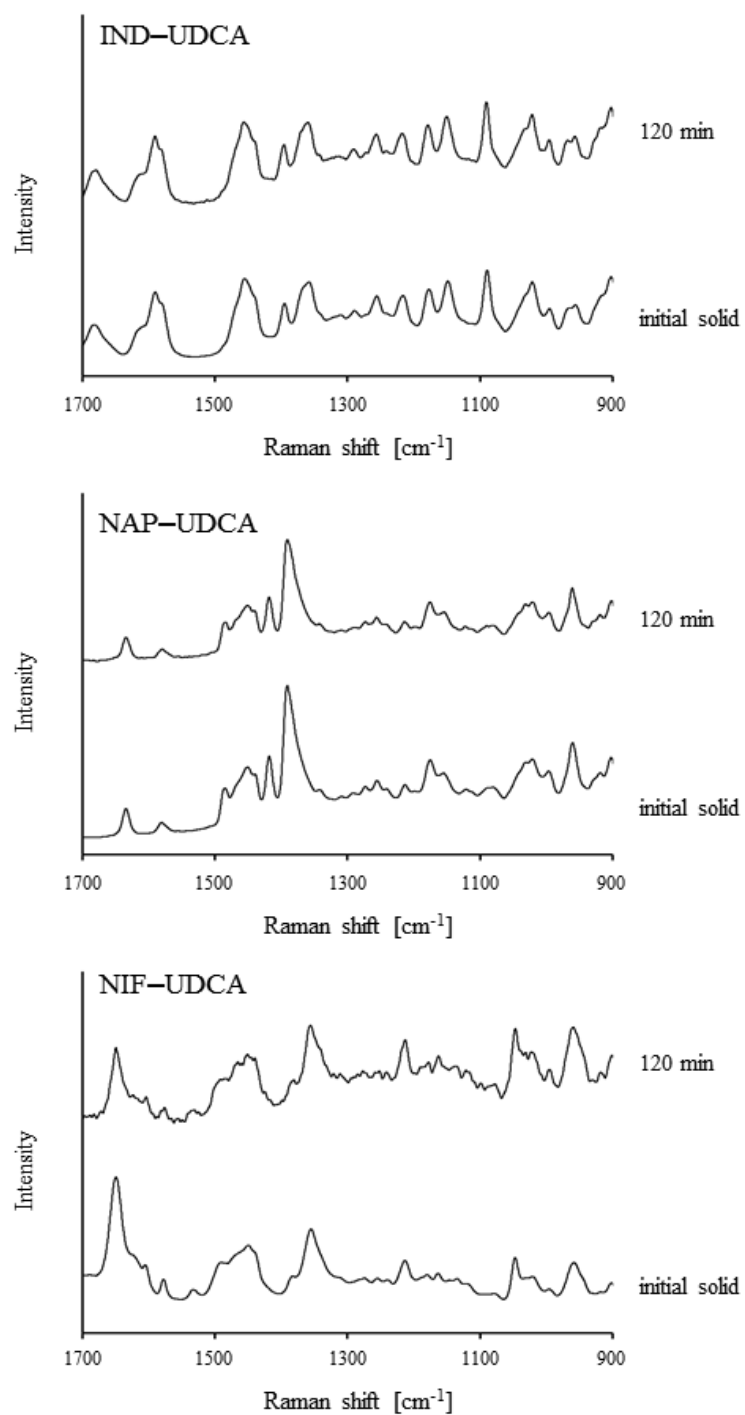 IND–UDCA
120 min
Intensity
initial solid
1700 1500 1300 1100 900
Raman shift [cm⁻¹]
NAP–UDCA
120 min
Intensity
initial solid
1700 1500 1300 1100 900
Raman shift [cm⁻¹]
NIF–UDCA
120 min
Intensity
initial solid
1700 1500 1300 1100 900
Raman shift [cm⁻¹]